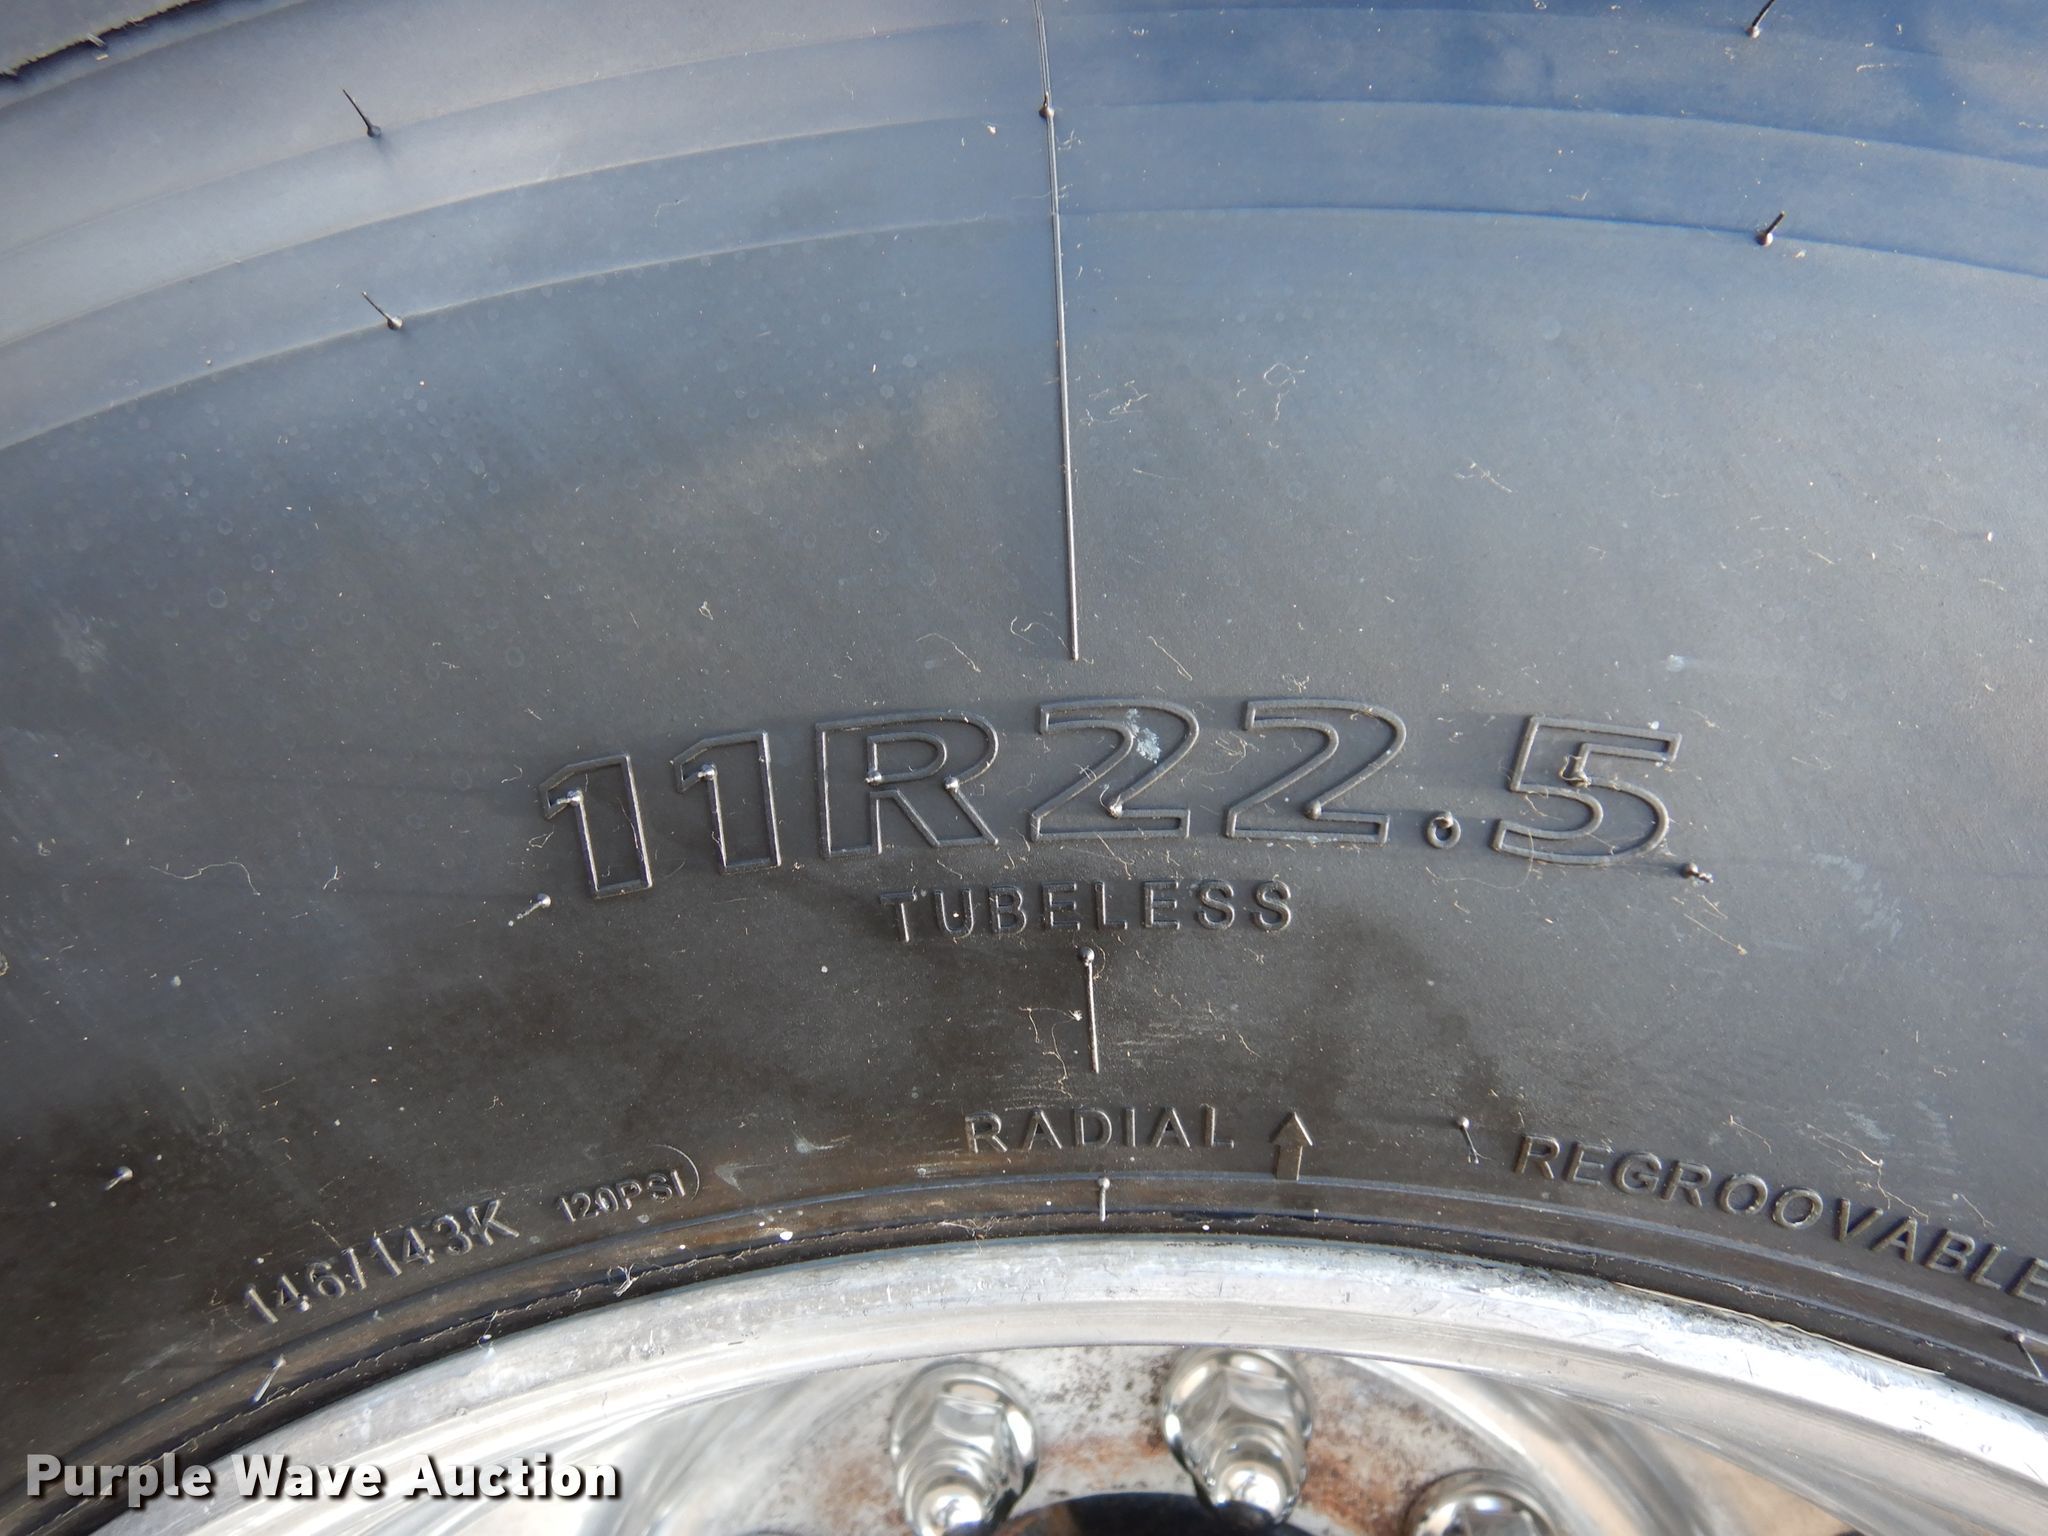 11R22.5
TUBELESS
RADIAL
REGROOVABLE
146/143K 120PSI
Purple Wave Auction